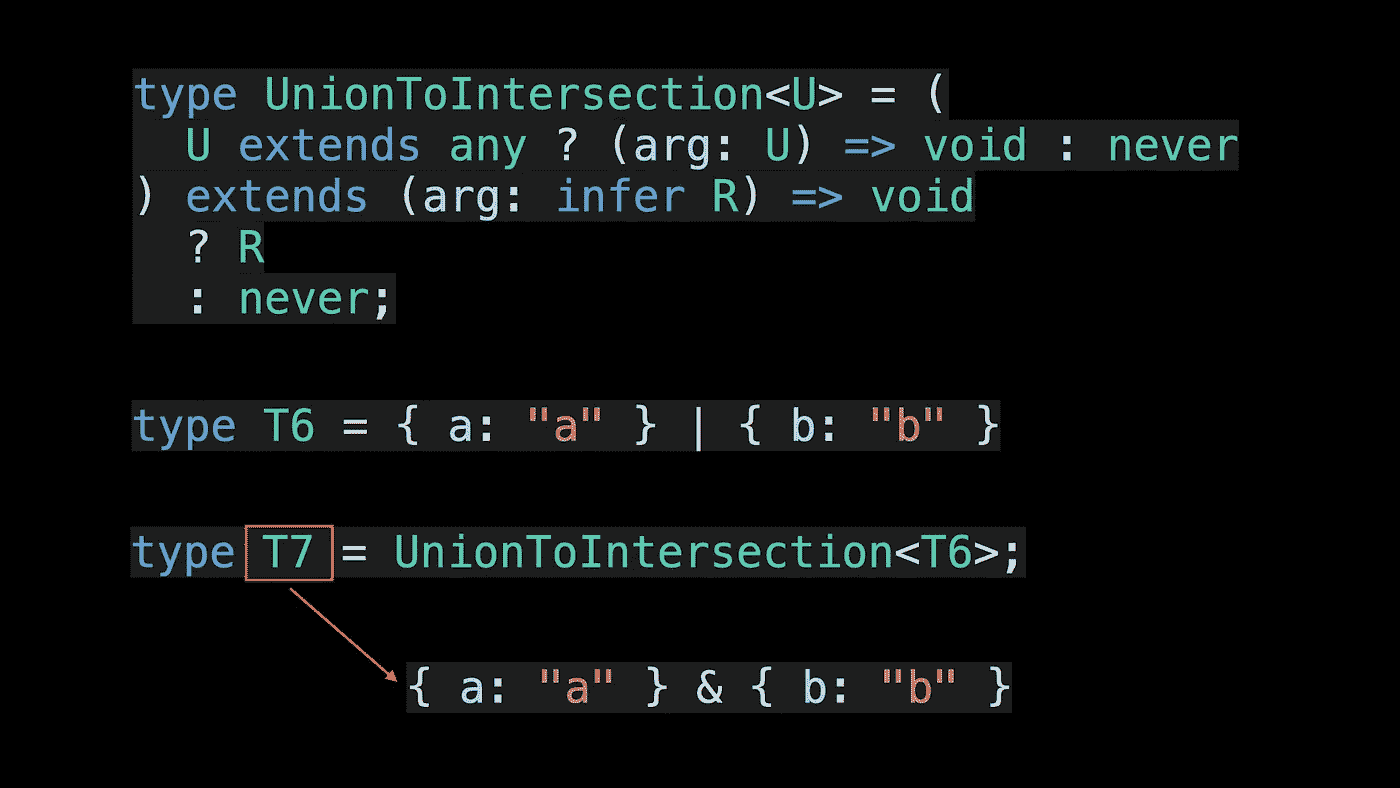 type UnionToIntersection<U> = (
  U extends any ? (arg: U) => void : never
) extends (arg: infer R) => void
  ? R
  : never;
type T6 = { a: "a" } | { b: "b" }
type T7 = UnionToIntersection<T6>;
{ a: "a" } & { b: "b" }